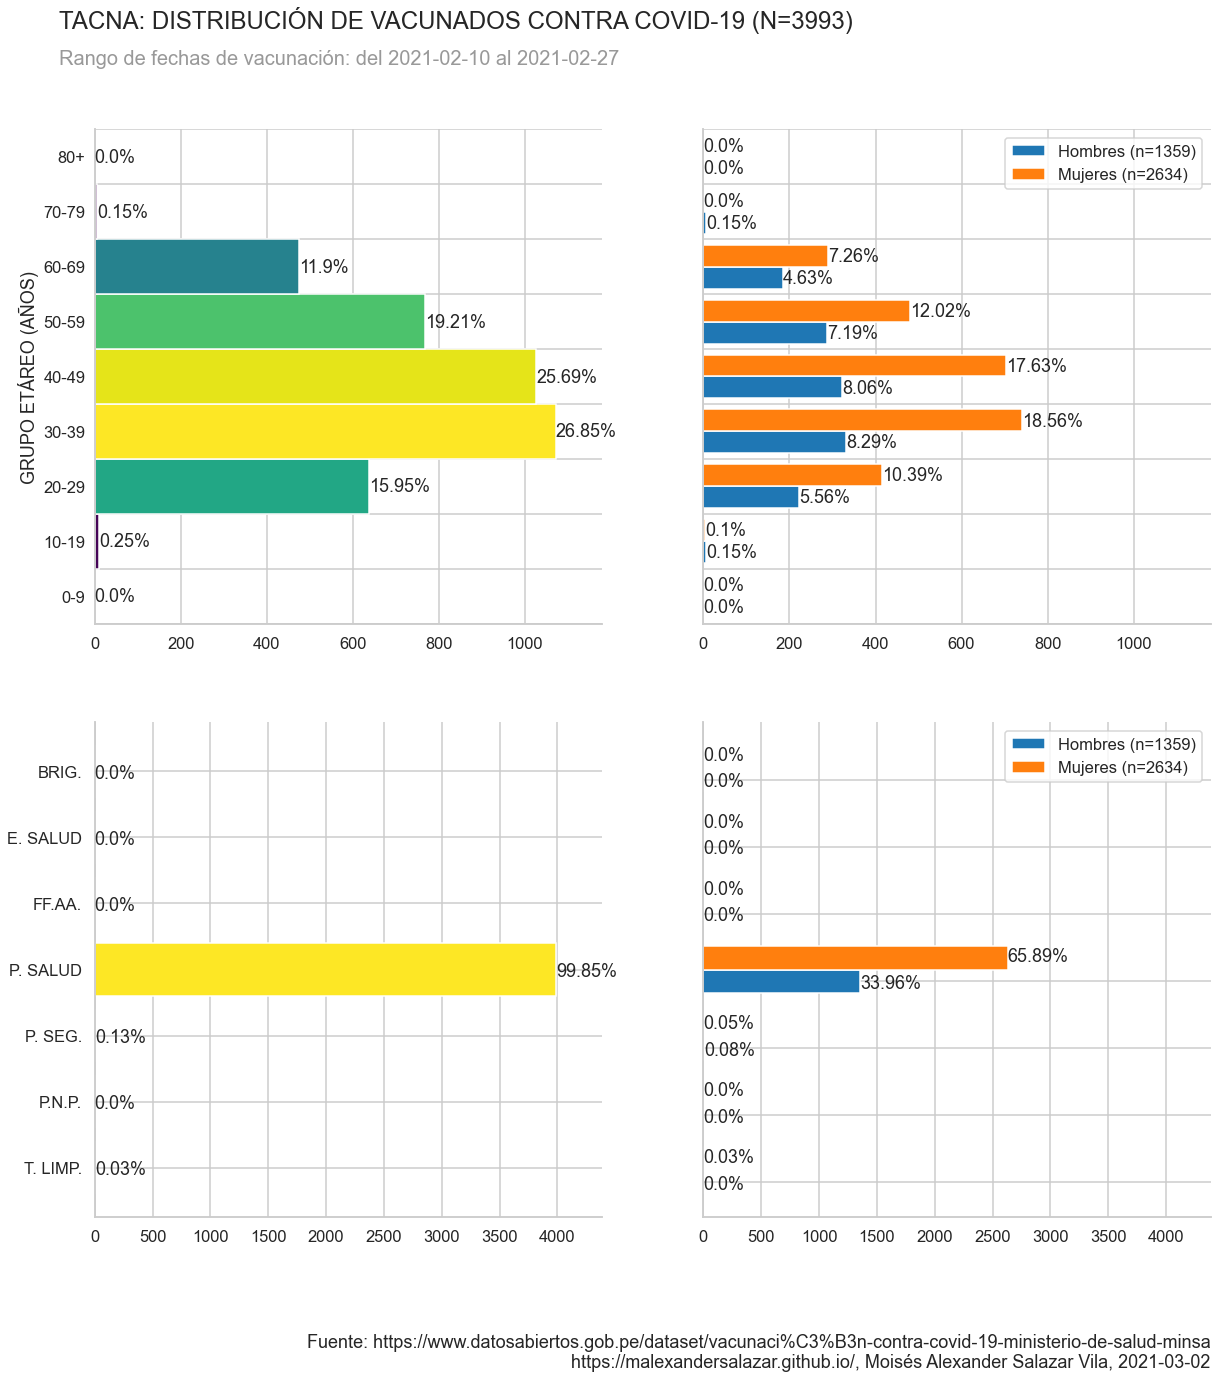 TACNA: DISTRIBUCIÓN DE VACUNADOS CONTRA COVID-19 (N=3993)
Rango de fechas de vacunación: del 2021-02-10 al 2021-02-27
GRUPO ETÁREO (AÑOS)
80+ 0.0%
70-79 0.15%
60-69 11.9%
50-59 19.21%
40-49 25.69%
30-39 26.85%
20-29 15.95%
10-19 0.25%
0-9 0.0%
0 200 400 600 800 1000
Hombres (n=1359)
Mujeres (n=2634)
0.0%
0.0%
0.0%
0.15%
7.26%
4.63%
12.02%
7.19%
17.63%
8.06%
18.56%
8.29%
10.39%
5.56%
0.1%
0.15%
0.0%
0.0%
0 200 400 600 800 1000
BRIG. 0.0%
E. SALUD 0.0%
FF.AA. 0.0%
P. SALUD 99.85%
P. SEG. 0.13%
P.N.P. 0.0%
T. LIMP. 0.03%
0 500 1000 1500 2000 2500 3000 3500 4000
Hombres (n=1359)
Mujeres (n=2634)
0.0%
0.0%
0.0%
0.0%
0.0%
0.0%
65.89%
33.96%
0.05%
0.08%
0.0%
0.0%
0.03%
0.0%
0 500 1000 1500 2000 2500 3000 3500 4000
Fuente: https://www.datosabiertos.gob.pe/dataset/vacunaci%C3%B3n-contra-covid-19-ministerio-de-salud-minsa
https://malexandersalazar.github.io/, Moisés Alexander Salazar Vila, 2021-03-02